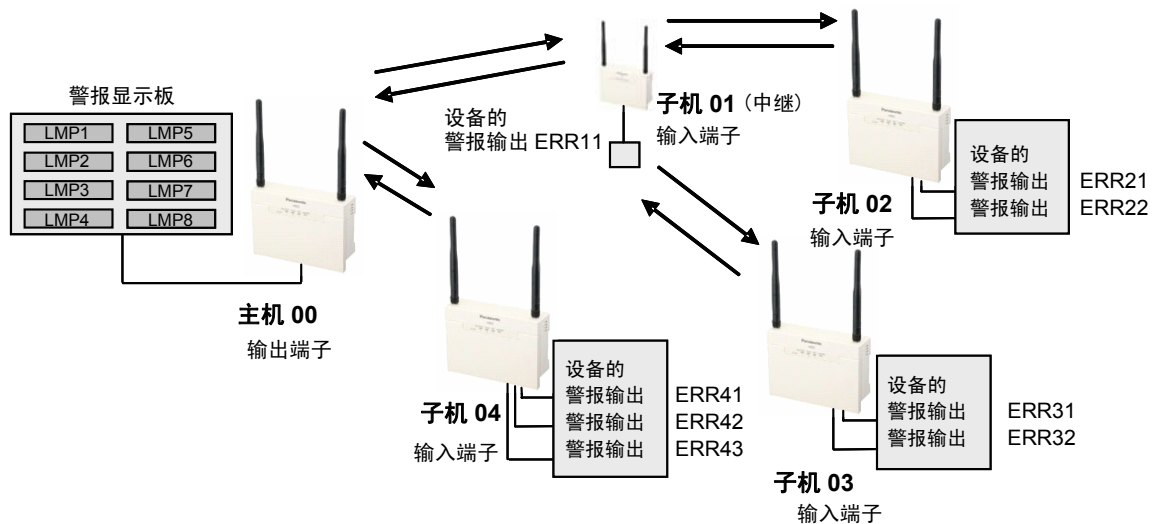 警报显示板
LMP1 LMP5
LMP2 LMP6
LMP3 LMP7
LMP4 LMP8
主机 00
输出端子
设备的
警报输出 ERR11
子机 01（中继）
输入端子
子机 02
输入端子
设备的
警报输出 ERR21
警报输出 ERR22
子机 04
输入端子
设备的
警报输出 ERR41
警报输出 ERR42
警报输出 ERR43
子机 03
输入端子
设备的
警报输出 ERR31
警报输出 ERR32
Panasonic
Panasonic
Panasonic